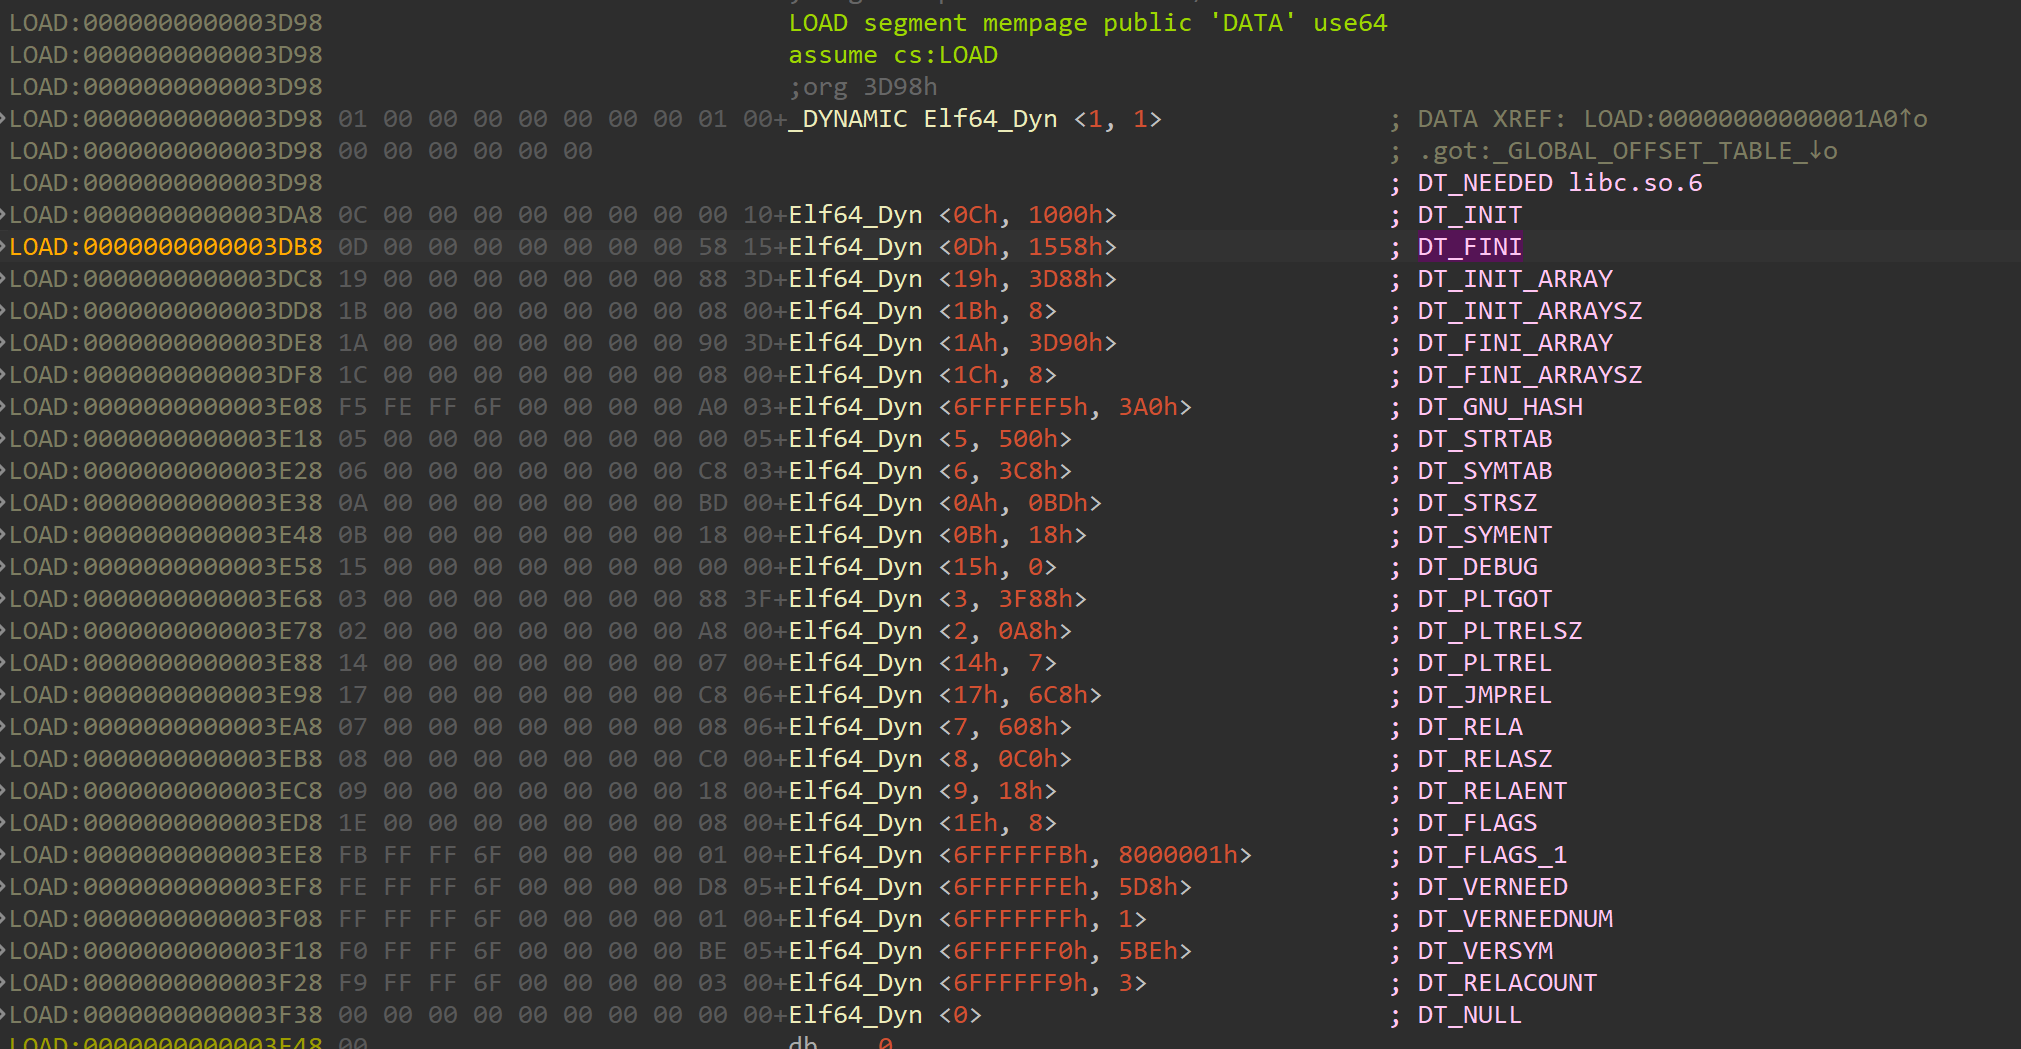 LOAD:0000000000003D98 LOAD segment mempage public 'DATA' use64
LOAD:0000000000003D98 assume cs:LOAD
LOAD:0000000000003D98 ;org 3D98h
LOAD:0000000000003D98 01 00 00 00 00 00 00 00 01 00+_DYNAMIC Elf64_Dyn <1, 1> ; DATA XREF: LOAD:00000000000001A0↑o
LOAD:0000000000003D98 00 00 00 00 00 00 ; .got:_GLOBAL_OFFSET_TABLE_↓o
LOAD:0000000000003D98 ; DT_NEEDED libc.so.6
LOAD:0000000000003DA8 0C 00 00 00 00 00 00 00 00 10+Elf64_Dyn <0Ch, 1000h> ; DT_INIT
LOAD:0000000000003DB8 0D 00 00 00 00 00 00 00 58 15+Elf64_Dyn <0Dh, 1558h> ; DT_FINI
LOAD:0000000000003DC8 19 00 00 00 00 00 00 00 88 3D+Elf64_Dyn <19h, 3D88h> ; DT_INIT_ARRAY
LOAD:0000000000003DD8 1B 00 00 00 00 00 00 00 08 00+Elf64_Dyn <1Bh, 8> ; DT_INIT_ARRAYSZ
LOAD:0000000000003DE8 1A 00 00 00 00 00 00 00 90 3D+Elf64_Dyn <1Ah, 3D90h> ; DT_FINI_ARRAY
LOAD:0000000000003DF8 1C 00 00 00 00 00 00 00 08 00+Elf64_Dyn <1Ch, 8> ; DT_FINI_ARRAYSZ
LOAD:0000000000003E08 F5 FE FF 6F 00 00 00 00 A0 03+Elf64_Dyn <6FFFFEF5h, 3A0h> ; DT_GNU_HASH
LOAD:0000000000003E18 05 00 00 00 00 00 00 00 00 05+Elf64_Dyn <5, 500h> ; DT_STRTAB
LOAD:0000000000003E28 06 00 00 00 00 00 00 00 C8 03+Elf64_Dyn <6, 3C8h> ; DT_SYMTAB
LOAD:0000000000003E38 0A 00 00 00 00 00 00 00 BD 00+Elf64_Dyn <0Ah, 0BDh> ; DT_STRSZ
LOAD:0000000000003E48 0B 00 00 00 00 00 00 00 18 00+Elf64_Dyn <0Bh, 18h> ; DT_SYMENT
LOAD:0000000000003E58 15 00 00 00 00 00 00 00 00 00+Elf64_Dyn <15h, 0> ; DT_DEBUG
LOAD:0000000000003E68 03 00 00 00 00 00 00 00 88 3F+Elf64_Dyn <3, 3F88h> ; DT_PLTGOT
LOAD:0000000000003E78 02 00 00 00 00 00 00 00 A8 00+Elf64_Dyn <2, 0A8h> ; DT_PLTRELSZ
LOAD:0000000000003E88 14 00 00 00 00 00 00 00 07 00+Elf64_Dyn <14h, 7> ; DT_PLTREL
LOAD:0000000000003E98 17 00 00 00 00 00 00 00 C8 06+Elf64_Dyn <17h, 6C8h> ; DT_JMPREL
LOAD:0000000000003EA8 07 00 00 00 00 00 00 00 08 06+Elf64_Dyn <7, 608h> ; DT_RELA
LOAD:0000000000003EB8 08 00 00 00 00 00 00 00 C0 00+Elf64_Dyn <8, 0C0h> ; DT_RELASZ
LOAD:0000000000003EC8 09 00 00 00 00 00 00 00 18 00+Elf64_Dyn <9, 18h> ; DT_RELAENT
LOAD:0000000000003ED8 1E 00 00 00 00 00 00 00 08 00+Elf64_Dyn <1Eh, 8> ; DT_FLAGS
LOAD:0000000000003EE8 FB FF FF 6F 00 00 00 00 01 00+Elf64_Dyn <6FFFFFFBh, 8000001h> ; DT_FLAGS_1
LOAD:0000000000003EF8 FE FF FF 6F 00 00 00 00 D8 05+Elf64_Dyn <6FFFFFFEh, 5D8h> ; DT_VERNEED
LOAD:0000000000003F08 FF FF FF 6F 00 00 00 00 01 00+Elf64_Dyn <6FFFFFFFh, 1> ; DT_VERNEEDNUM
LOAD:0000000000003F18 F0 FF FF 6F 00 00 00 00 BE 05+Elf64_Dyn <6FFFFFF0h, 5BEh> ; DT_VERSYM
LOAD:0000000000003F28 F9 FF FF 6F 00 00 00 00 03 00+Elf64_Dyn <6FFFFFF9h, 3> ; DT_RELACOUNT
LOAD:0000000000003F38 00 00 00 00 00 00 00 00 00 00+Elf64_Dyn <0> ; DT_NULL
LOAD:0000000000003F48 00 db 0